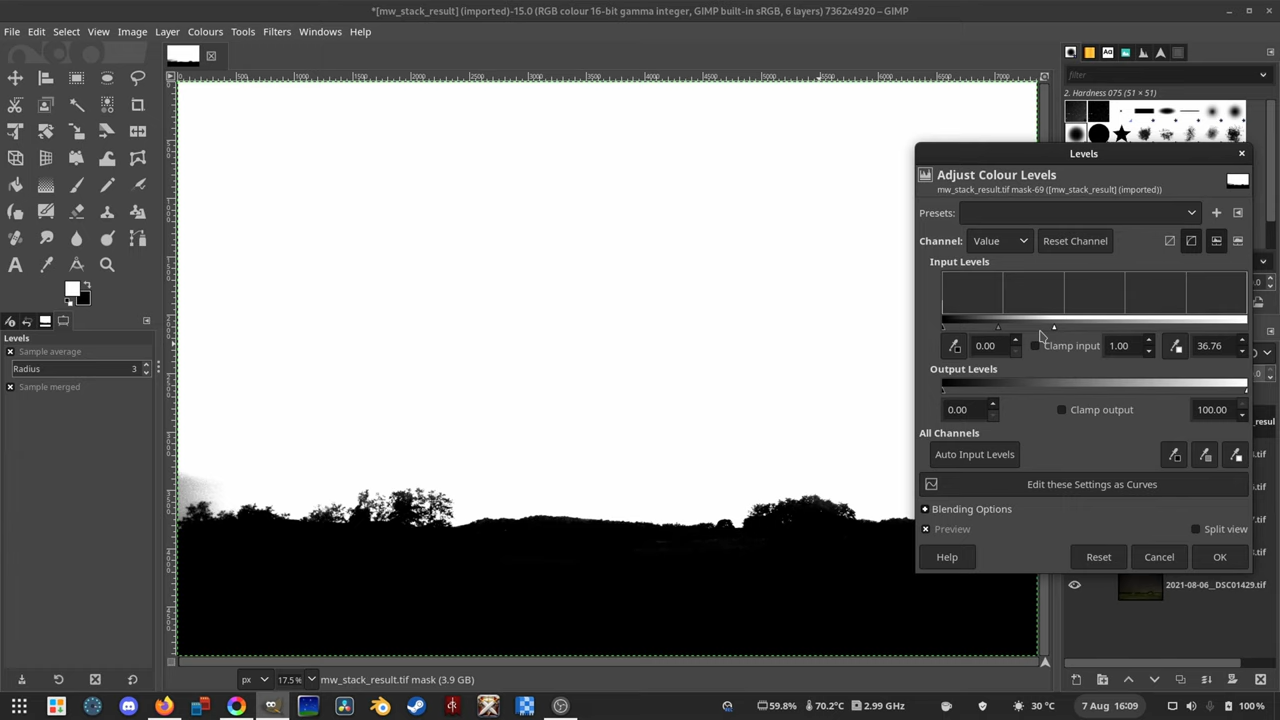 *[mw_stack_result] (imported)-15.0 (RGB colour 16-bit gamma integer, GIMP built-in sRGB, 6 layers) 7362x4920 – GIMP
File Edit Select View Image Layer Colours Tools Filters Windows Help
filter
2. Hardness 075 (51 × 51)
Levels
Adjust Colour Levels
mw_stack_result.tif mask-69 ([mw_stack_result] (imported))
Presets:
Channel: Value Reset Channel
Input Levels
0.00 Clamp input 1.00 36.76
Output Levels
0.00 Clamp output 100.00
All Channels
Auto Input Levels
Edit these Settings as Curves
Blending Options
Preview Split view
Help Reset Cancel OK
Levels
Sample average
Radius 3
Sample merged
2021-08-06__DSC01429.tif
px 17.5% mw_stack_result.tif mask (3.9 GB)
59.8% 70.2°C 2.99 GHz 30 °C 7 Aug 16:09 100 %